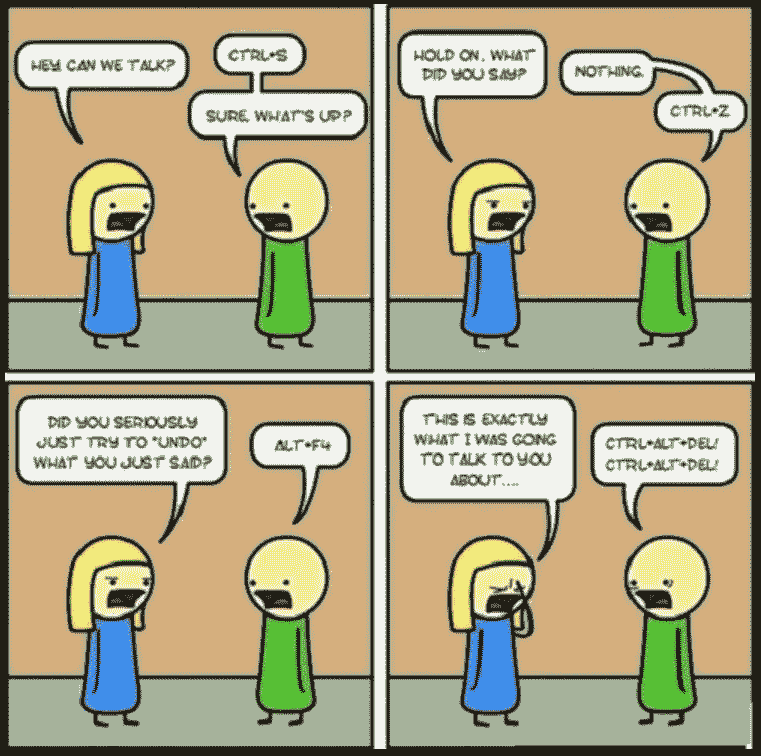 HEY! CAN WE TALK?
CTRL+S
SURE, WHAT'S UP?
HOLD ON. WHAT
DID YOU SAY?
NOTHING.
CTRL+Z
DID YOU SERIOUSLY
JUST TRY TO "UNDO"
WHAT YOU JUST SAID?
ALT+F4
THIS IS EXACTLY
WHAT I WAS GOING
TO TALK TO YOU
ABOUT....
CTRL+ALT+DEL!
CTRL+ALT+DEL!